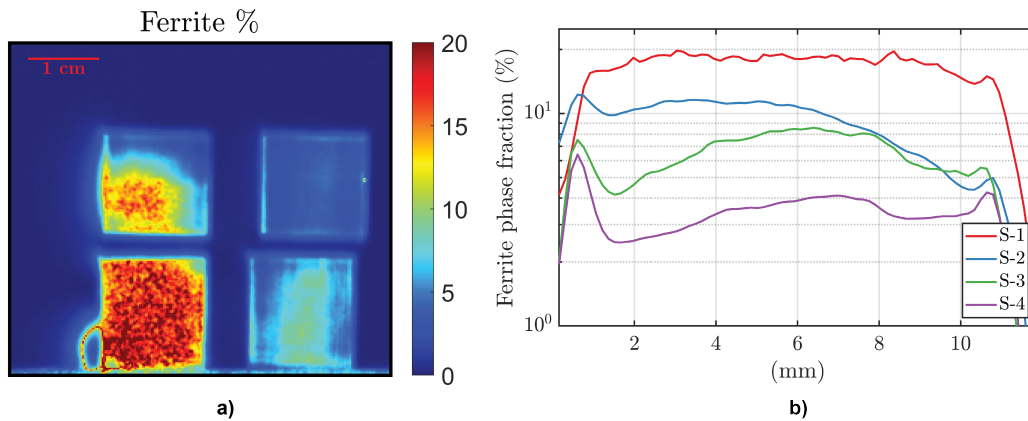 Ferrite %
1 cm
20
15
10
5
0
a)
Ferrite phase fraction (%)
10¹
10⁰
2
4
6
8
10
(mm)
S-1
S-2
S-3
S-4
b)